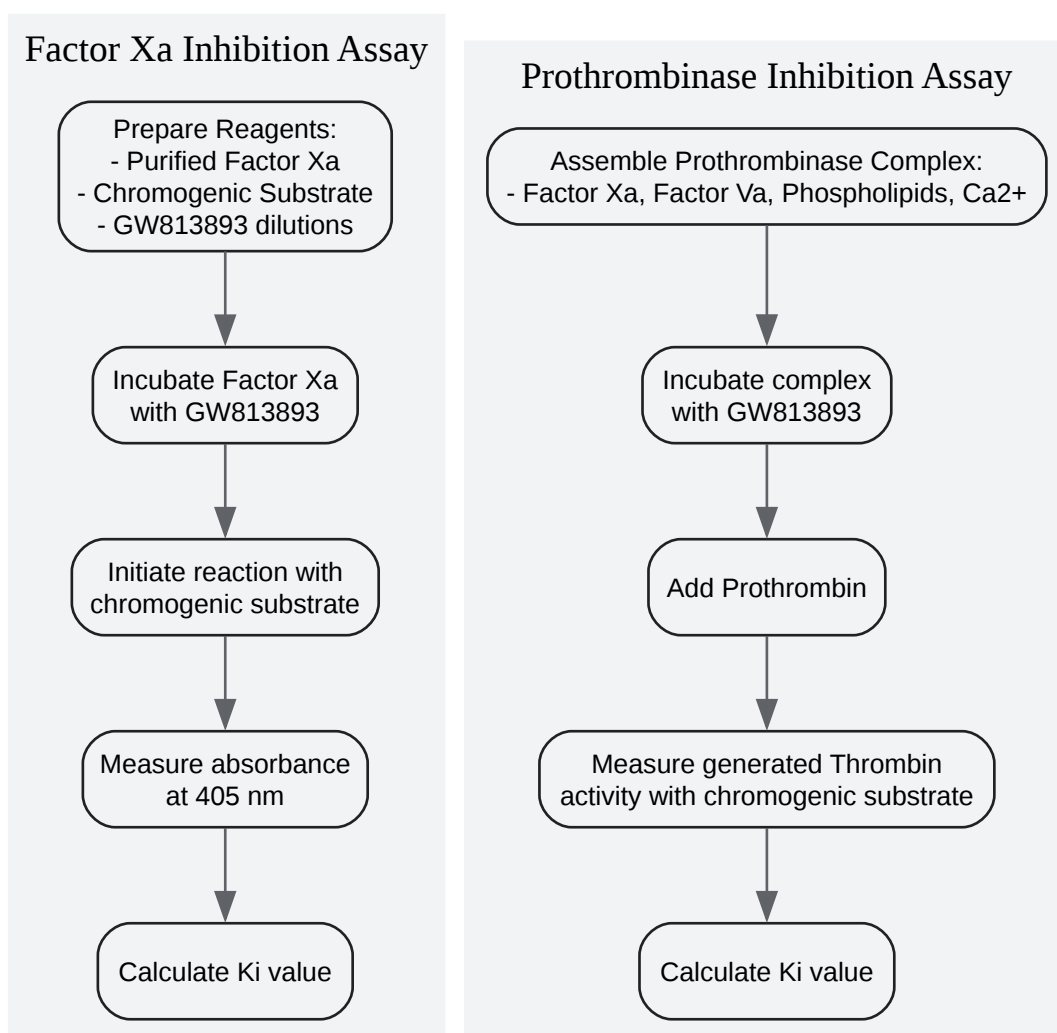 Factor Xa Inhibition Assay
Prepare Reagents:
- Purified Factor Xa
- Chromogenic Substrate
- GW813893 dilutions
Incubate Factor Xa
with GW813893
Initiate reaction with
chromogenic substrate
Measure absorbance
at 405 nm
Calculate Ki value
Prothrombinase Inhibition Assay
Assemble Prothrombinase Complex:
- Factor Xa, Factor Va, Phospholipids, Ca2+
Incubate complex
with GW813893
Add Prothrombin
Measure generated Thrombin
activity with chromogenic substrate
Calculate Ki value